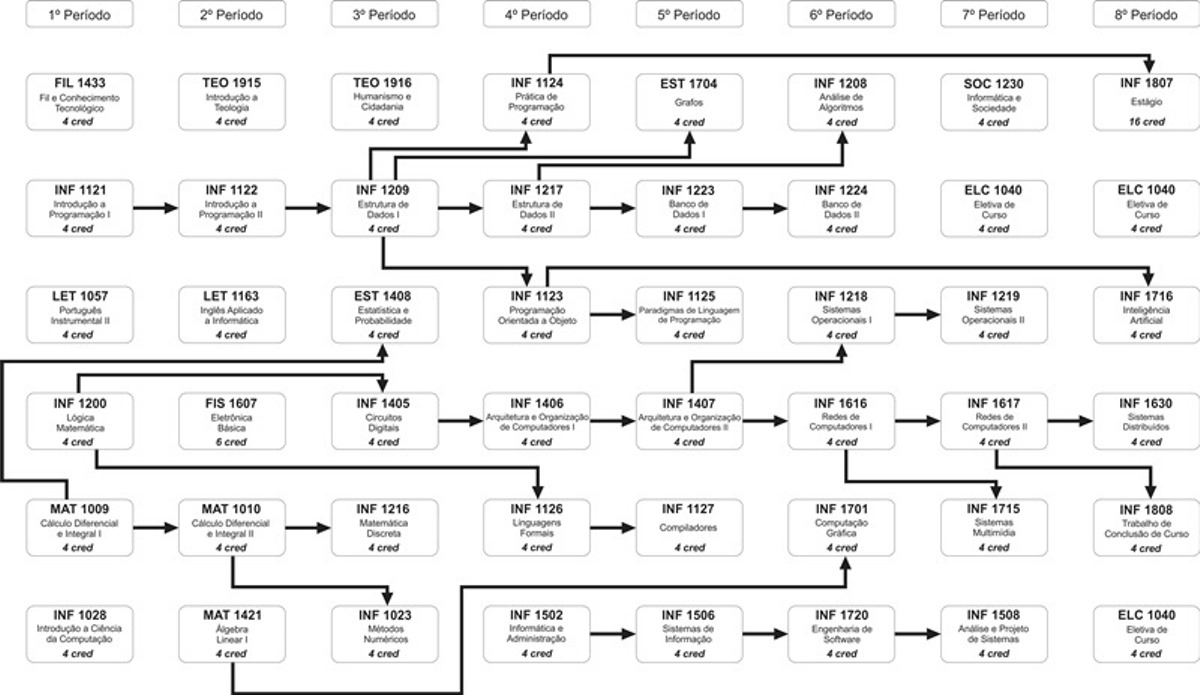 1º Período
2º Período
3º Período
4º Período
5º Período
6º Período
7º Período
8º Período
FIL 1433
Fil e Conhecimento
Tecnológico
4 cred
TEO 1915
Introdução a
Teologia
4 cred
TEO 1916
Humanismo e
Cidadania
4 cred
INF 1124
Prática de
Programação
4 cred
EST 1704
Grafos
4 cred
INF 1208
Análise de
Algoritmos
4 cred
SOC 1230
Informática e
Sociedade
4 cred
INF 1807
Estágio
16 cred
INF 1121
Introdução a
Programação I
4 cred
INF 1122
Introdução a
Programação II
4 cred
INF 1209
Estrutura de
Dados I
4 cred
INF 1217
Estrutura de
Dados II
4 cred
INF 1223
Banco de
Dados I
4 cred
INF 1224
Banco de
Dados II
4 cred
ELC 1040
Eletiva de
Curso
4 cred
ELC 1040
Eletiva de
Curso
4 cred
LET 1057
Português
Instrumental II
4 cred
LET 1163
Inglês Aplicado
a Informática
4 cred
EST 1408
Estatística e
Probabilidade
4 cred
INF 1123
Programação
Orientada a Objeto
4 cred
INF 1125
Paradigmas de Linguagem
de Programação
4 cred
INF 1218
Sistemas
Operacionais I
4 cred
INF 1219
Sistemas
Operacionais II
4 cred
INF 1716
Inteligência
Artificial
4 cred
INF 1200
Lógica
Matemática
4 cred
FIS 1607
Eletrônica
Básica
6 cred
INF 1405
Circuitos
Digitais
4 cred
INF 1406
Arquitetura e Organização
de Computadores I
4 cred
INF 1407
Arquitetura e Organização
de Computadores II
4 cred
INF 1616
Redes de
Computadores I
4 cred
INF 1617
Redes de
Computadores II
4 cred
INF 1630
Sistemas
Distribuídos
4 cred
MAT 1009
Cálculo Diferencial
e Integral I
4 cred
MAT 1010
Cálculo Diferencial
e Integral II
4 cred
INF 1216
Matemática
Discreta
4 cred
INF 1126
Linguagens
Formais
4 cred
INF 1127
Compiladores
4 cred
INF 1701
Computação
Gráfica
4 cred
INF 1715
Sistemas
Multimídia
4 cred
INF 1808
Trabalho de
Conclusão de Curso
4 cred
INF 1028
Introdução a Ciência
da Computação
4 cred
MAT 1421
Álgebra
Linear I
4 cred
INF 1023
Métodos
Numéricos
4 cred
INF 1502
Informática e
Administração
4 cred
INF 1506
Sistemas de
Informação
4 cred
INF 1720
Engenharia de
Software
4 cred
INF 1508
Análise e Projeto
de Sistemas
4 cred
ELC 1040
Eletiva de
Curso
4 cred